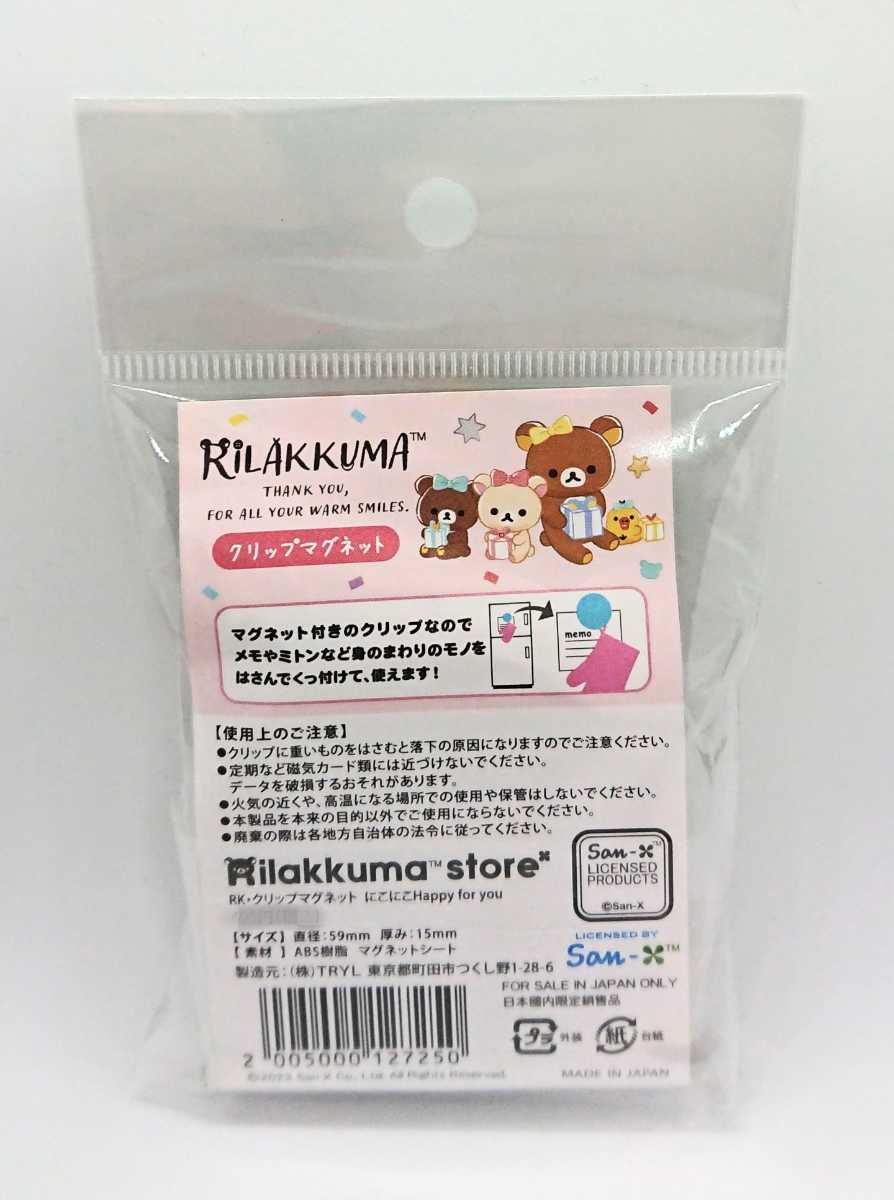 RiLAKKUMA™
THANK YOU,
FOR ALL YOUR WARM SMILES.
クリップマグネット
マグネット付きのクリップなので
メモやミトンなど身のまわりのモノを
はさんでくっ付けて、使えます!
memo
【使用上のご注意】
●クリップに重いものをはさむと落下の原因になりますのでご注意ください。
●定期など磁気カード類には近づけないでください。
データを破損するおそれがあります。
●火気の近くや、高温になる場所での使用や保管はしないでください。
●本製品を本来の目的以外でご使用にならないでください。
●廃棄の際は各地方自治体の法令に従ってください。
Rilakkuma™ store
RK・クリップマグネット にこにこHappy for you
San-X™
LICENSED
PRODUCTS
©San-X
【サイズ】直径:59mm 厚み:15mm
【素材】ABS樹脂 マグネットシート
製造元:(株)TRYL 東京都町田市つくし野1-28-6
LICENSED BY
San-X™
FOR SALE IN JAPAN ONLY
日本國内限定銷售品
プラ 外装 紙 台紙
2 005000 127250
©2023 San-X Co., Ltd. All Rights Reserved.
MADE IN JAPAN